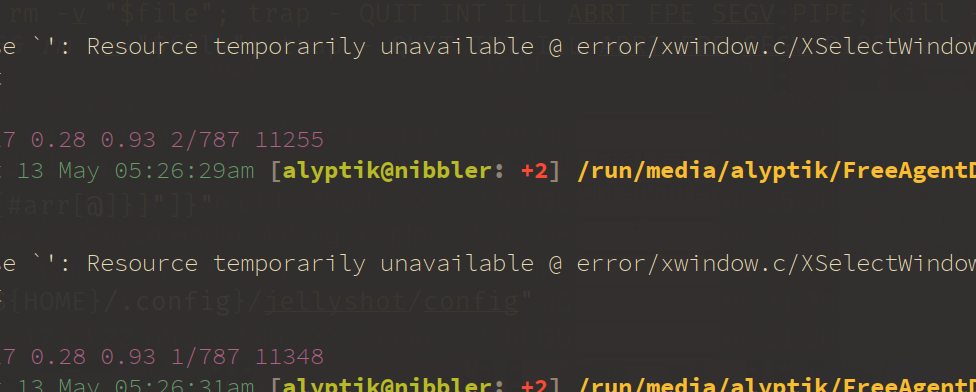 rm -v "$file"; trap - QUIT INT ILL ABRT FPE SEGV PIPE; kill
se `': Resource temporarily unavailable @ error/xwindow.c/XSelectWindow
17 0.28 0.93 2/787 11255
13 May 05:26:29am [alyptik@nibbler: +2] /run/media/alyptik/FreeAgentD
[#arr[@]}]"]}"
se `': Resource temporarily unavailable @ error/xwindow.c/XSelectWindow
${HOME}/.config}/jellyshot/config"
17 0.28 0.93 1/787 11348
13 May 05:26:31am [alyptik@nibbler: +2] /run/media/alyptik/FreeAgentD